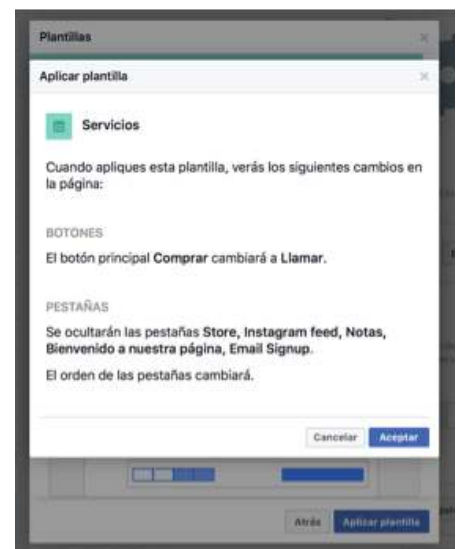 Plantillas
Aplicar plantilla
Servicios
Cuando apliques esta plantilla, verás los siguientes cambios en
la página:
BOTONES
El botón principal Comprar cambiará a Llamar.
PESTAÑAS
Se ocultarán las pestañas Store, Instagram feed, Notas,
Bienvenido a nuestra página, Email Signup.
El orden de las pestañas cambiará.
Cancelar Aceptar
Atrás Aplicar plantilla